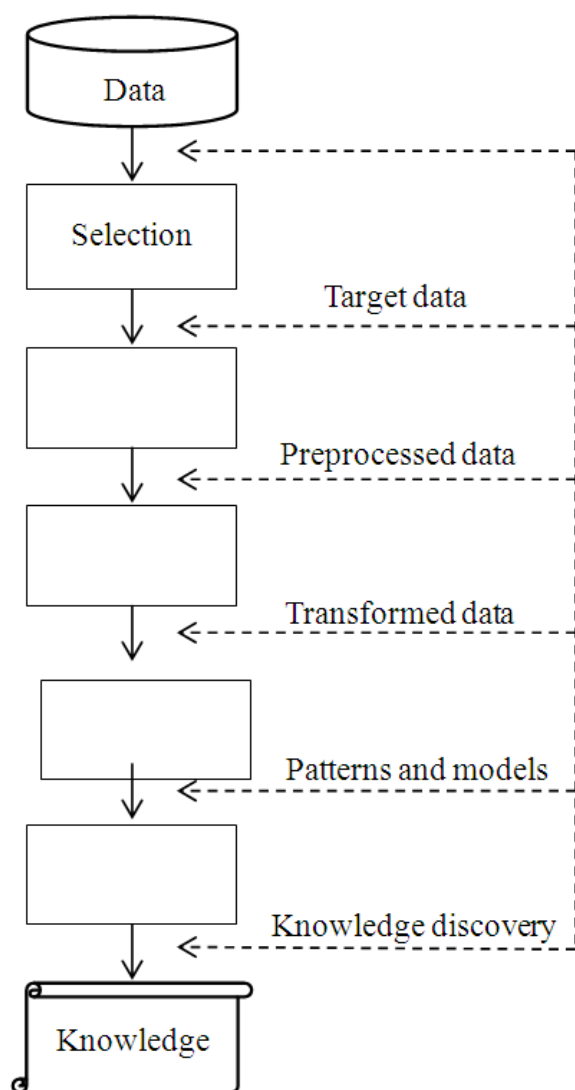 Data
Selection
Target data
Preprocessed data
Transformed data
Patterns and models
Knowledge discovery
Knowledge